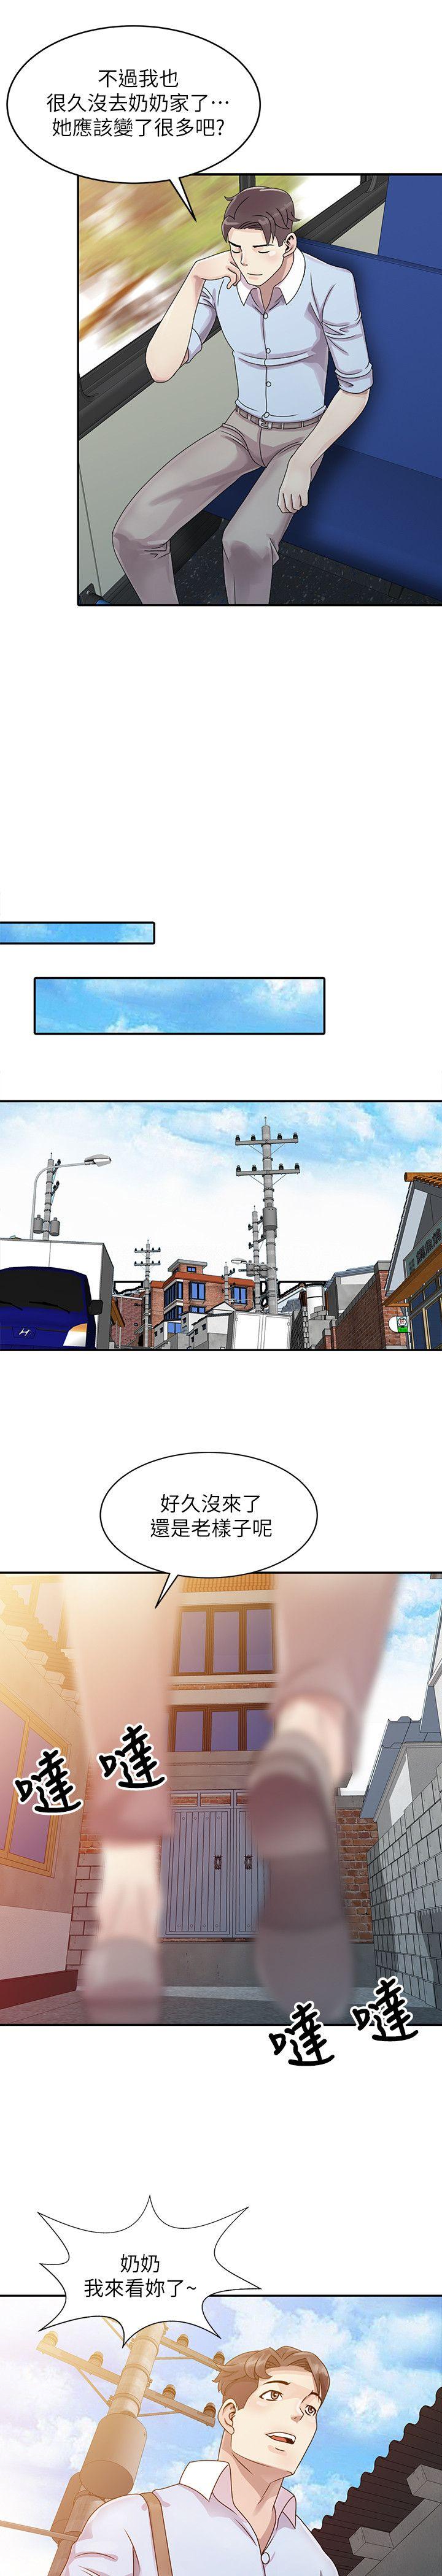 不過我也
很久沒去奶奶家了…
她應該變了很多吧?
好久沒來了
還是老樣子呢
噠 噠
噠 噠
奶奶
我來看妳了~